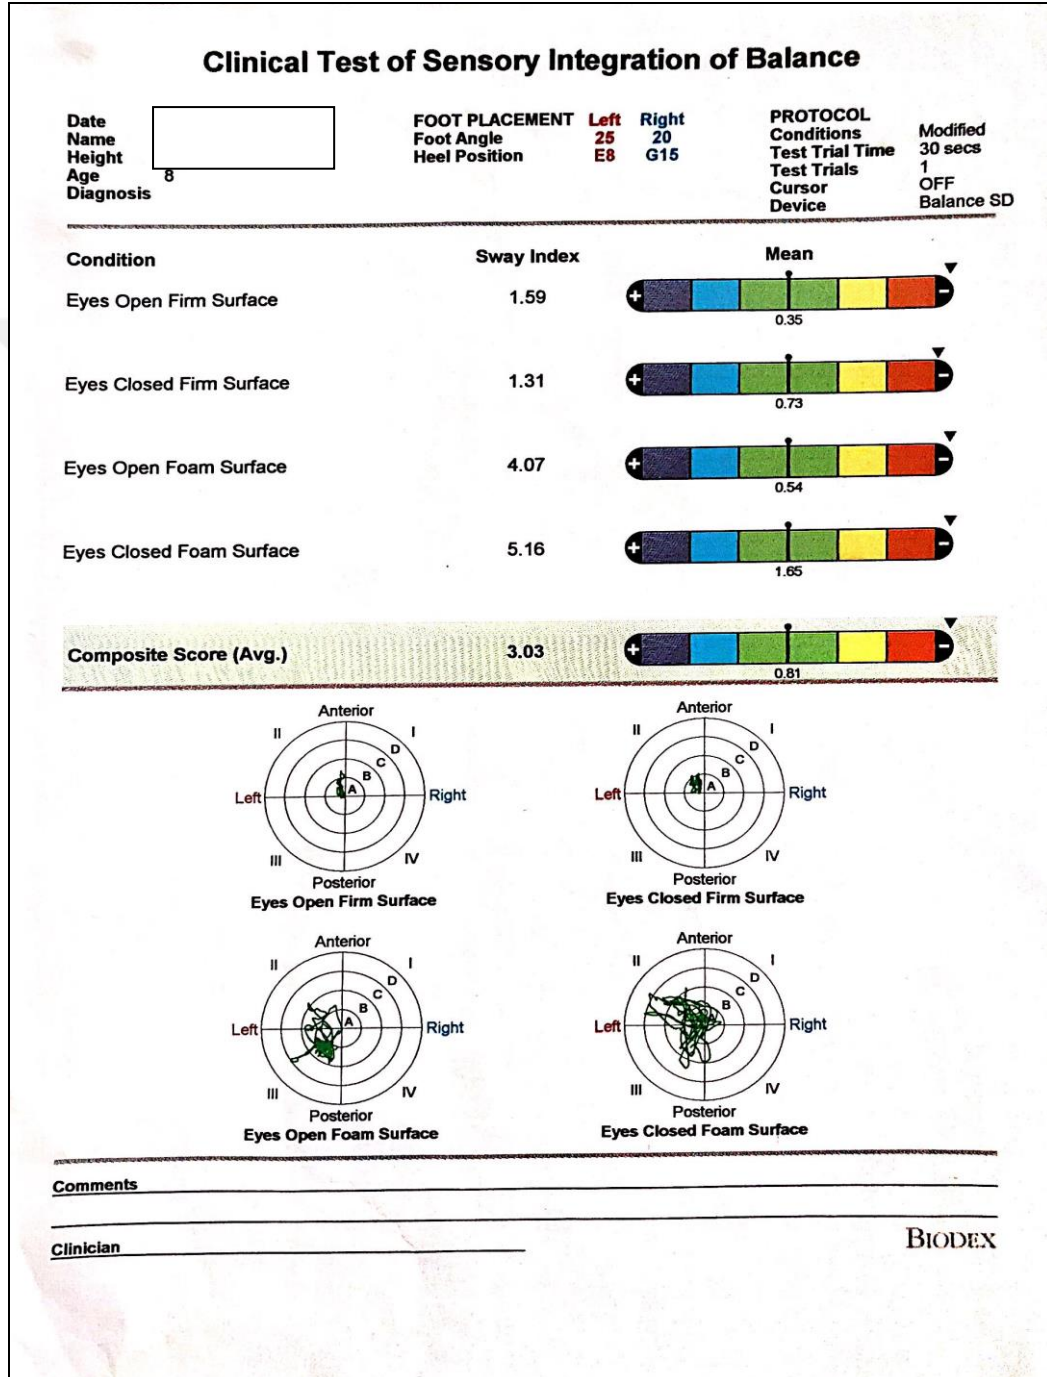 Clinical Test of Sensory Integration of Balance
Date
Name
Height
Age 8
Diagnosis
FOOT PLACEMENT Left Right
Foot Angle 25 20
Heel Position E8 G15
PROTOCOL
Conditions Modified
Test Trial Time 30 secs
Test Trials 1
Cursor OFF
Device Balance SD
Condition Sway Index Mean
Eyes Open Firm Surface 1.59 + -
0.35
Eyes Closed Firm Surface 1.31 + -
0.73
Eyes Open Foam Surface 4.07 + -
0.54
Eyes Closed Foam Surface 5.16 + -
1.65
Composite Score (Avg.) 3.03 + -
0.81
Anterior
II I
D
C
B
A
Left Right
III IV
Posterior
Eyes Open Firm Surface
Anterior
II I
D
C
B
A
Left Right
III IV
Posterior
Eyes Closed Firm Surface
Anterior
II I
D
C
B
A
Left Right
III IV
Posterior
Eyes Open Foam Surface
Anterior
II I
D
C
B
Left Right
III IV
Posterior
Eyes Closed Foam Surface
Comments
Clinician
BIODEX